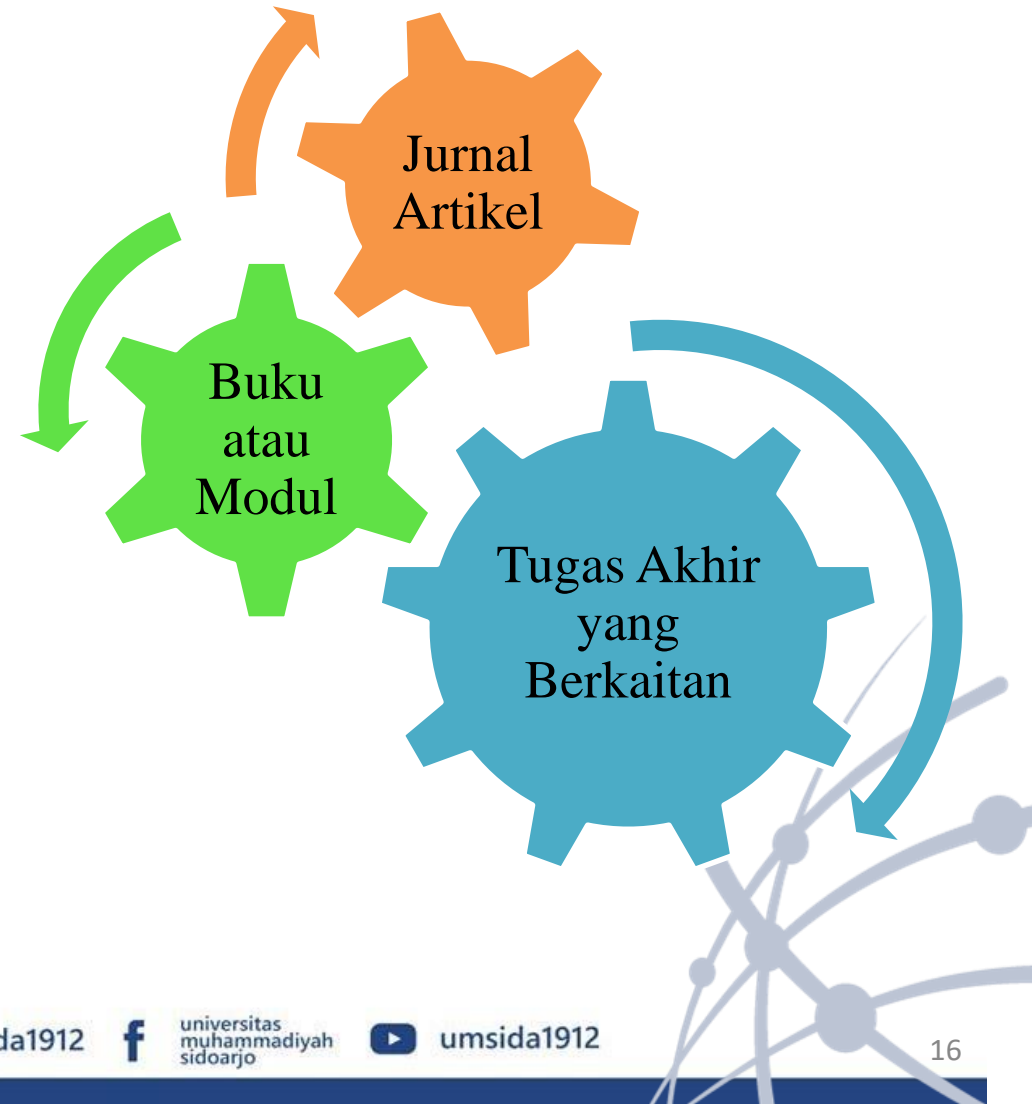 Jurnal
Artikel
Buku
atau
Modul
Tugas Akhir
yang
Berkaitan
da1912
universitas
muhammadiyah
sidoarjo
umsida1912
16